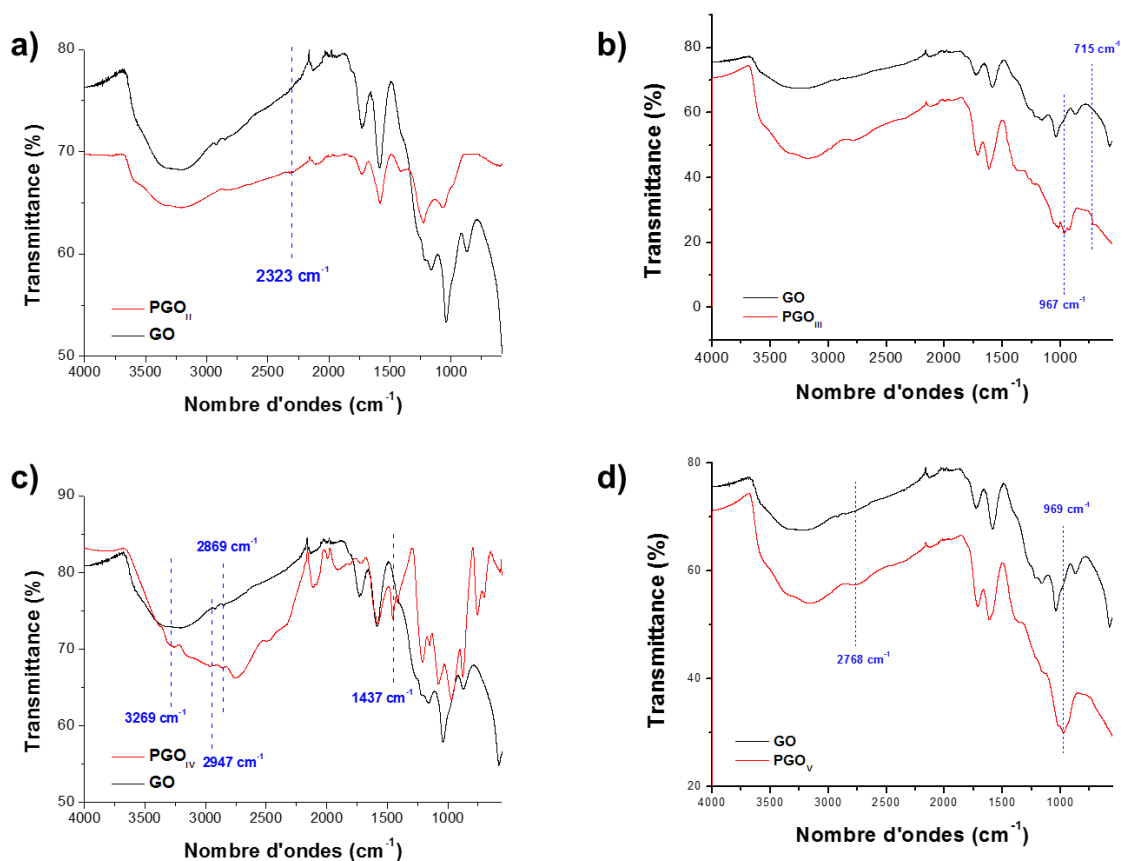 a)
80
70
60
50
Transmittance (%)
2323 cm-1
PGOII
GO
4000 3500 3000 2500 2000 1500 1000
Nombre d'ondes (cm-1)
b)
80
60
40
20
0
Transmittance (%)
715 cm-1
967 cm-1
GO
PGOIII
4000 3500 3000 2500 2000 1500 1000
Nombre d'ondes (cm-1)
c)
90
80
70
60
50
Transmittance (%)
2869 cm-1
3269 cm-1
1437 cm-1
2947 cm-1
PGOIV
GO
4000 3500 3000 2500 2000 1500 1000
Nombre d'ondes (cm-1)
d)
80
60
40
20
Transmittance (%)
969 cm-1
2768 cm-1
GO
PGOV
4000 3500 3000 2500 2000 1500 1000
Nombre d'ondes (cm-1)